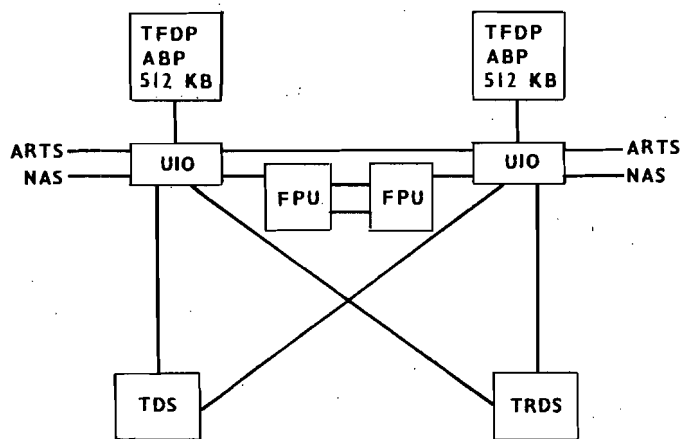 TFDP
ABP
512 KB
TFDP
ABP
512 KB
ARTS
UIO
UIO
ARTS
NAS
NAS
FPU
FPU
TDS
TRDS